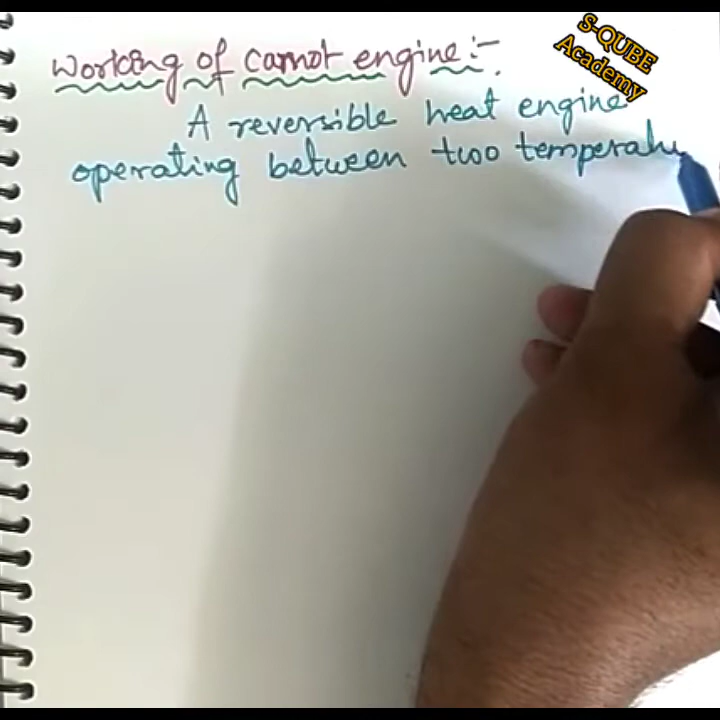 Working of carnot engine:-
S-QUBE
Academy
A reversible heat engine
operating between two